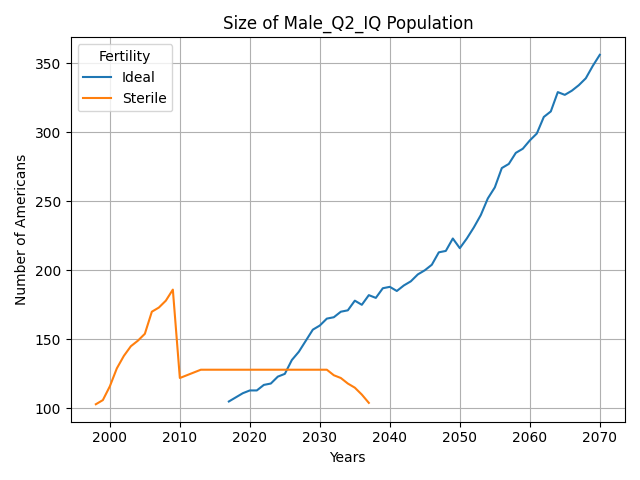 Size of Male_Q2_IQ Population
Fertility
Ideal
Sterile
Number of Americans
350
300
250
200
150
100
2000 2010 2020 2030 2040 2050 2060 2070
Years